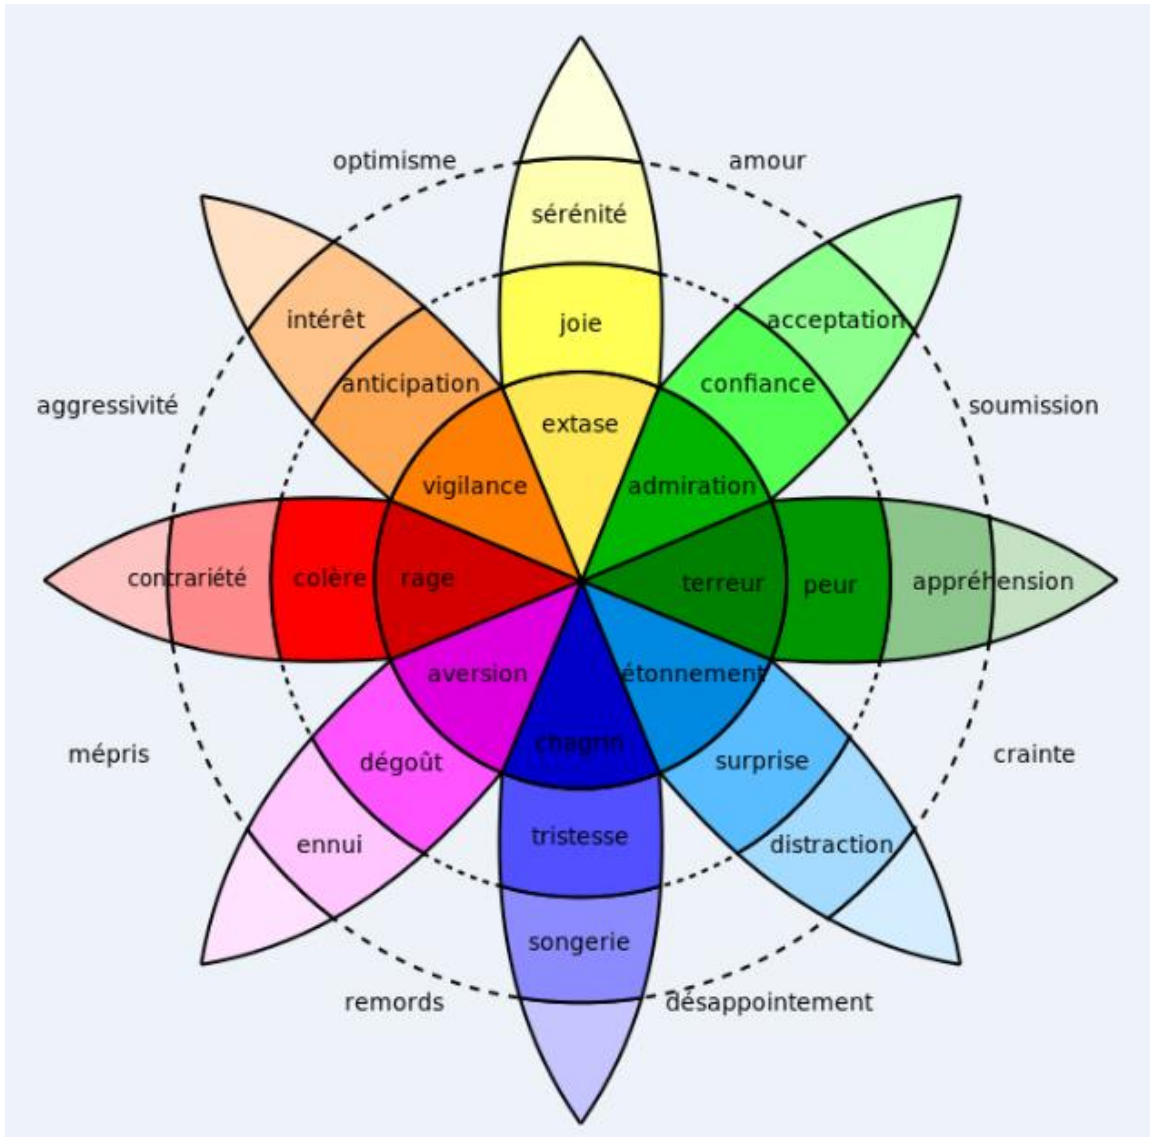 optimisme
amour
sérénité
intérêt
joie
acceptation
anticipation
confiance
aggressivité
soumission
extase
vigilance
admiration
contrariété
colère
rage
terreur
peur
appréhension
aversion
étonnement
mépris
dégoût
chagrin
surprise
crainte
ennui
tristesse
distraction
songerie
remords
désappointement